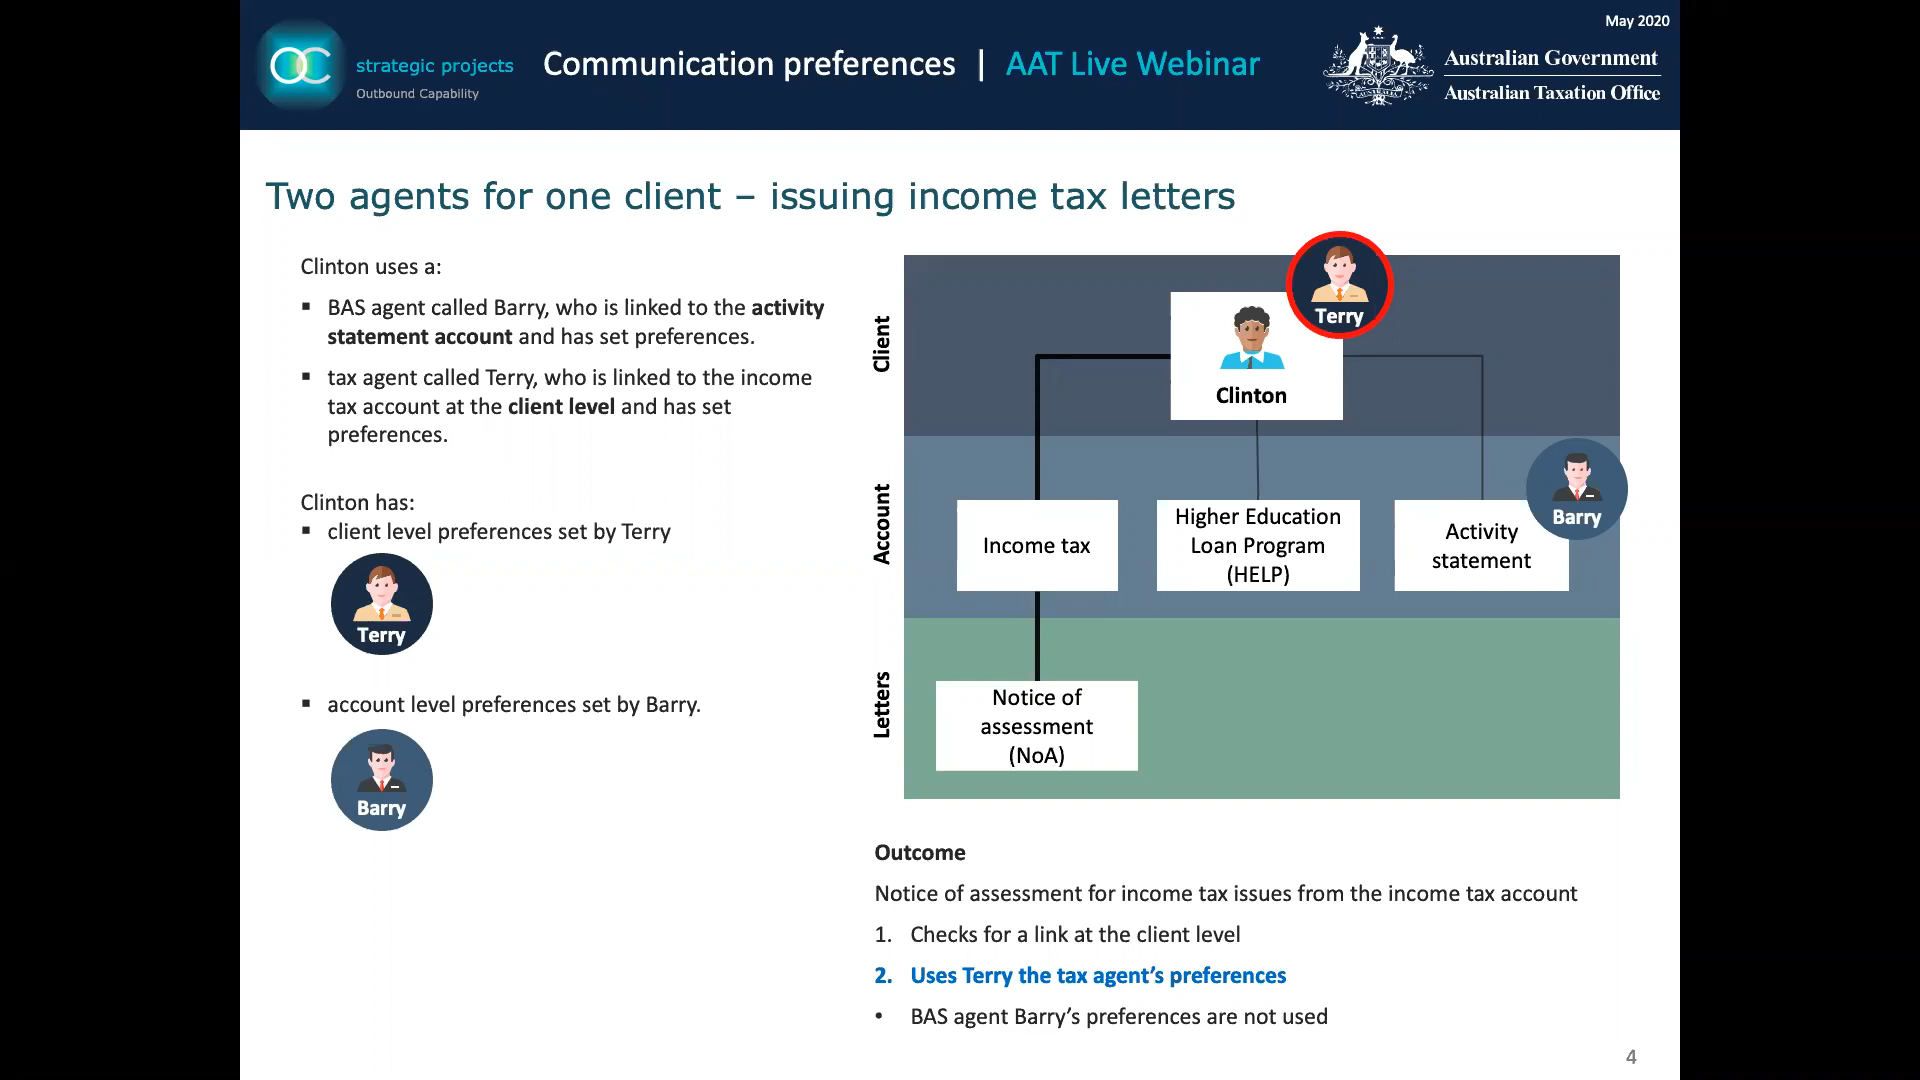 May 2020
strategic projects
Outbound Capability
Communication preferences | AAT Live Webinar
Australian Government
Australian Taxation Office
Two agents for one client – issuing income tax letters
Clinton uses a:
▪ BAS agent called Barry, who is linked to the activity
statement account and has set preferences.
▪ tax agent called Terry, who is linked to the income
tax account at the client level and has set
preferences.
Clinton has:
▪ client level preferences set by Terry
Terry
▪ account level preferences set by Barry.
Barry
Client
Terry
Clinton
Account
Income tax
Higher Education
Loan Program
(HELP)
Activity
statement
Barry
Letters
Notice of
assessment
(NoA)
Outcome
Notice of assessment for income tax issues from the income tax account
1. Checks for a link at the client level
2. Uses Terry the tax agent’s preferences
• BAS agent Barry’s preferences are not used
4